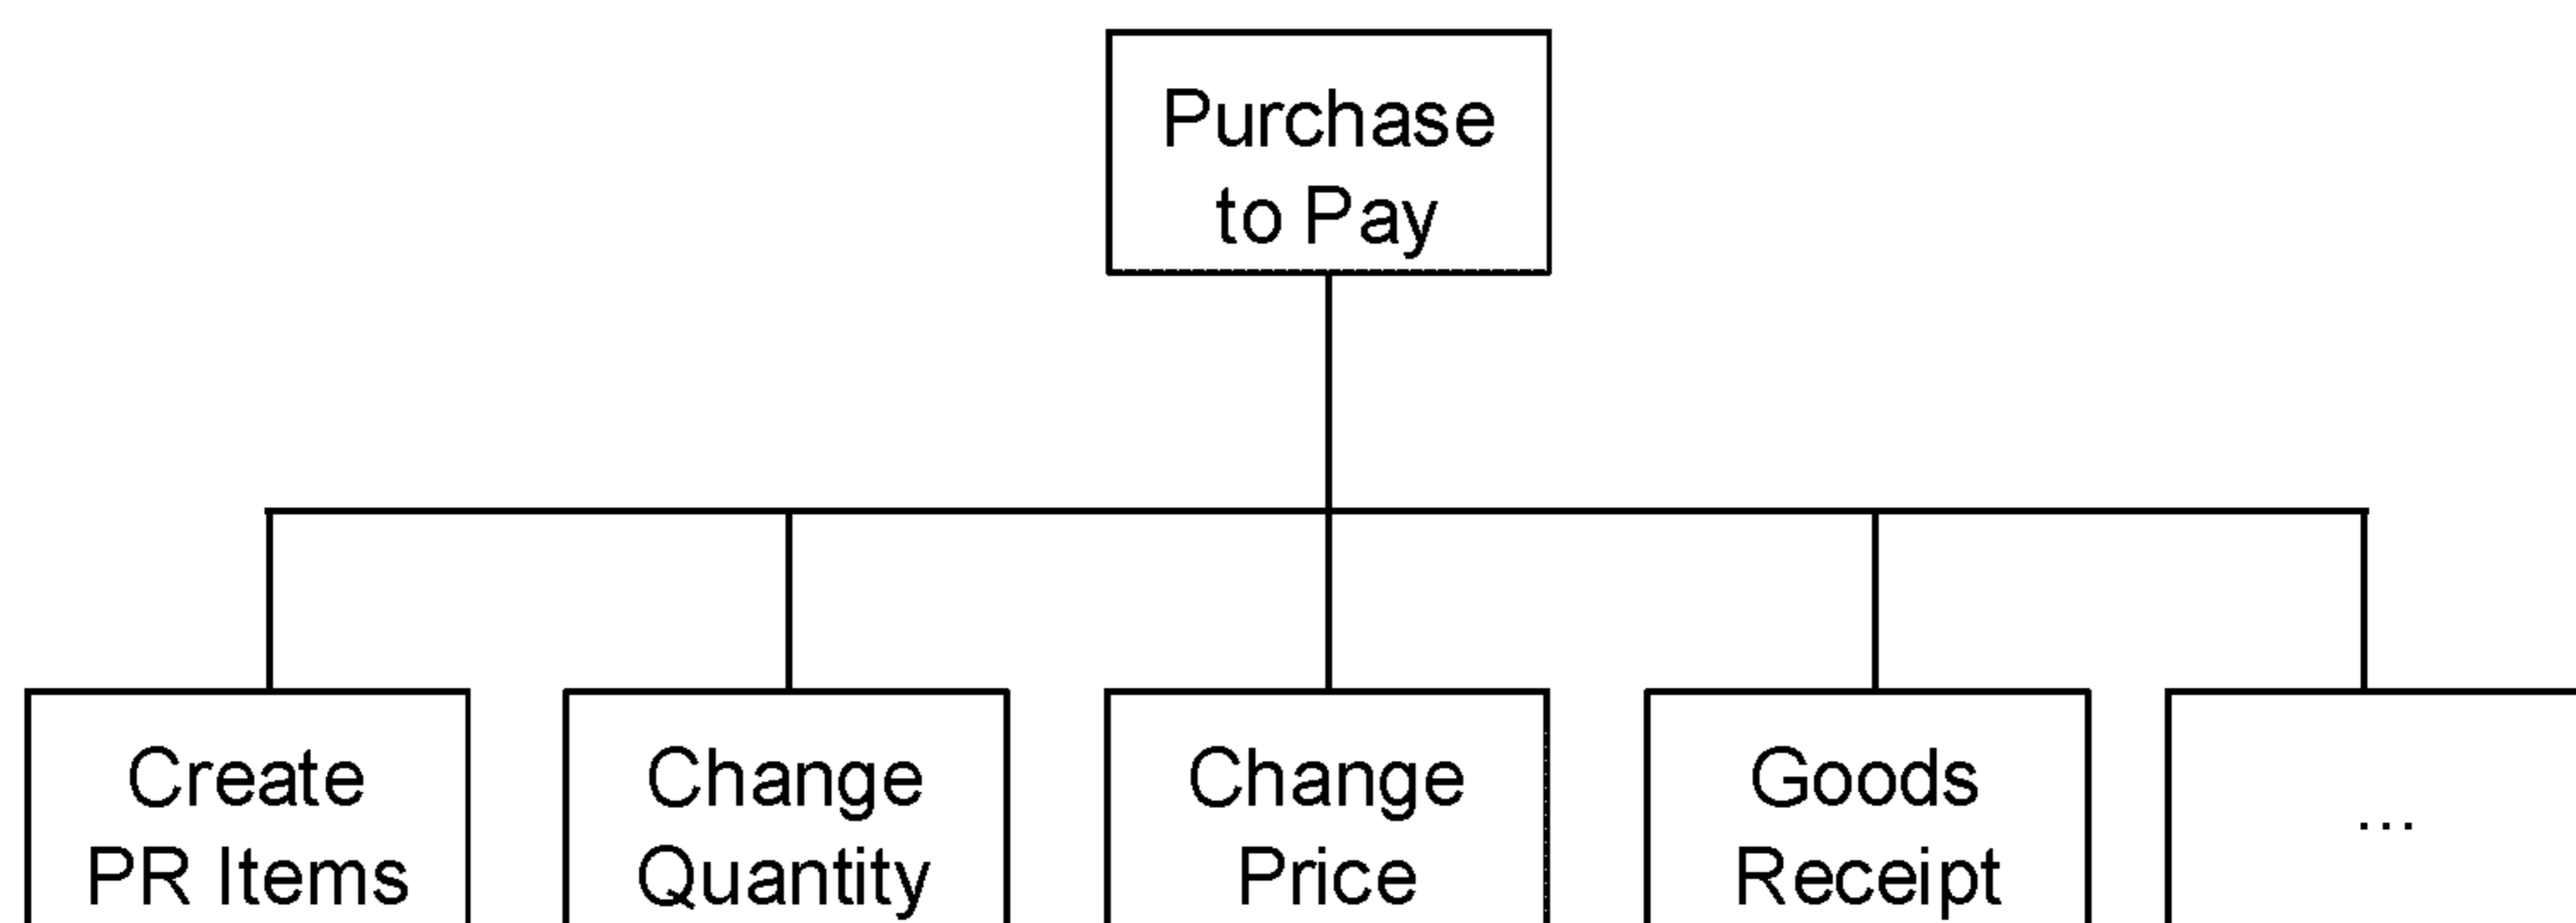 Purchase
to Pay
Create
PR Items
Change
Quantity
Change
Price
Goods
Receipt
...